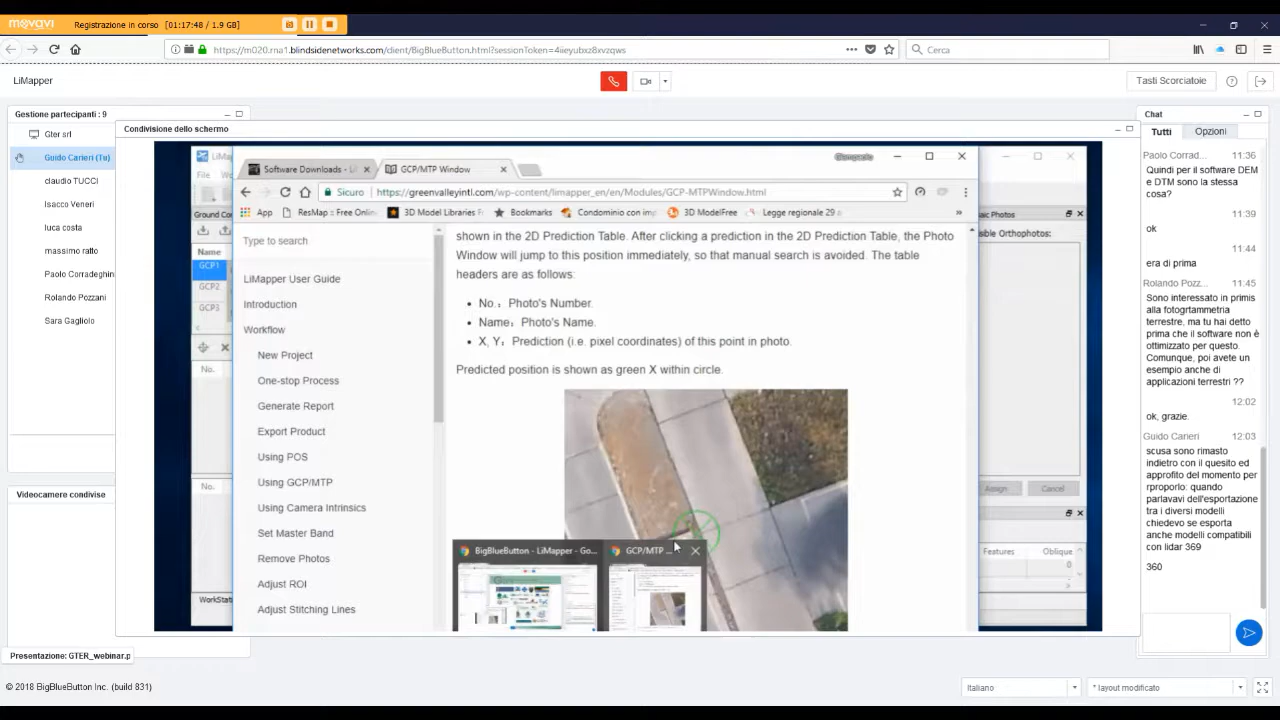 movavi
Registrazione in corso [01:17:48 / 1.9 GB]
https://m020.rna1.blindsidenetworks.com/client/BigBlueButton.html?sessionToken=4iieyubxz8xvzqws
Cerca
LiMapper
Tasti Scorciatoie
Gestione partecipanti : 9
Gter srl
Guido Carieri (Tu)
claudio TUCCI
Isacco Veneri
luca costa
massimo ratto
Paolo Corradeghin
Rolando Pozzani
Sara Gagliolo
Videocamere condivise
Presentazione: GTER_webinar.p
Condivisione dello schermo
File
Name
GCP1
GCP2
GCP3
No.
No.
Software Downloads - Li
GCP/MTP Window
Giampaolo
Sicuro
https://greenvalleyintl.com/wp-content/limapper_en/en/Modules/GCP-MTPWindow.html
App
ResMap :: Free Onlin
3D Model Libraries F
Bookmarks
Condominio con imp
3D ModelFree
Legge regionale 29 a
»
Type to search
LiMapper User Guide
Introduction
Workflow
New Project
One-stop Process
Generate Report
Export Product
Using POS
Using GCP/MTP
Using Camera Intrinsics
Set Master Band
Remove Photos
Adjust ROI
Adjust Stitching Lines
shown in the 2D Prediction Table. After clicking a prediction in the 2D Prediction Table, the Photo
Window will jump to this position immediately, so that manual search is avoided. The table
headers are as follows:
• No.： Photo's Number.
• Name： Photo's Name.
• X, Y： Prediction (i.e. pixel coordinates) of this point in photo.
Predicted position is shown as green X within circle.
BigBlueButton - LiMapper - Go...
GCP/MTP ...
aic Photos
ible Orthophotos:
Assign
Cancel
Features
Oblique
0
Chat
Tutti
Opzioni
Paolo Corrad...
11:36
Quindi per il software DEM
e DTM sono la stessa
cosa?
11:39
ok
11:44
era di prima
Rolando Pozz...
11:45
Sono interessato in primis
alla fotogrtammetria
terrestre, ma tu hai detto
prima che il software non è
ottimizzato per questo.
Comunque, poi avete un
esempio anche di
applicazioni terrestri ??
12:02
ok, grazie.
Guido Carieri
12:03
scusa sono rimasto
indietro con il quesito ed
approfito del momento per
rproporlo: quando
parlavavi dell'esportazione
tra i diversi modelli
chiedevo se esporta
anche modelli compatibili
con lidar 369
360
© 2018 BigBlueButton Inc. (build 831)
Italiano
* layout modificato